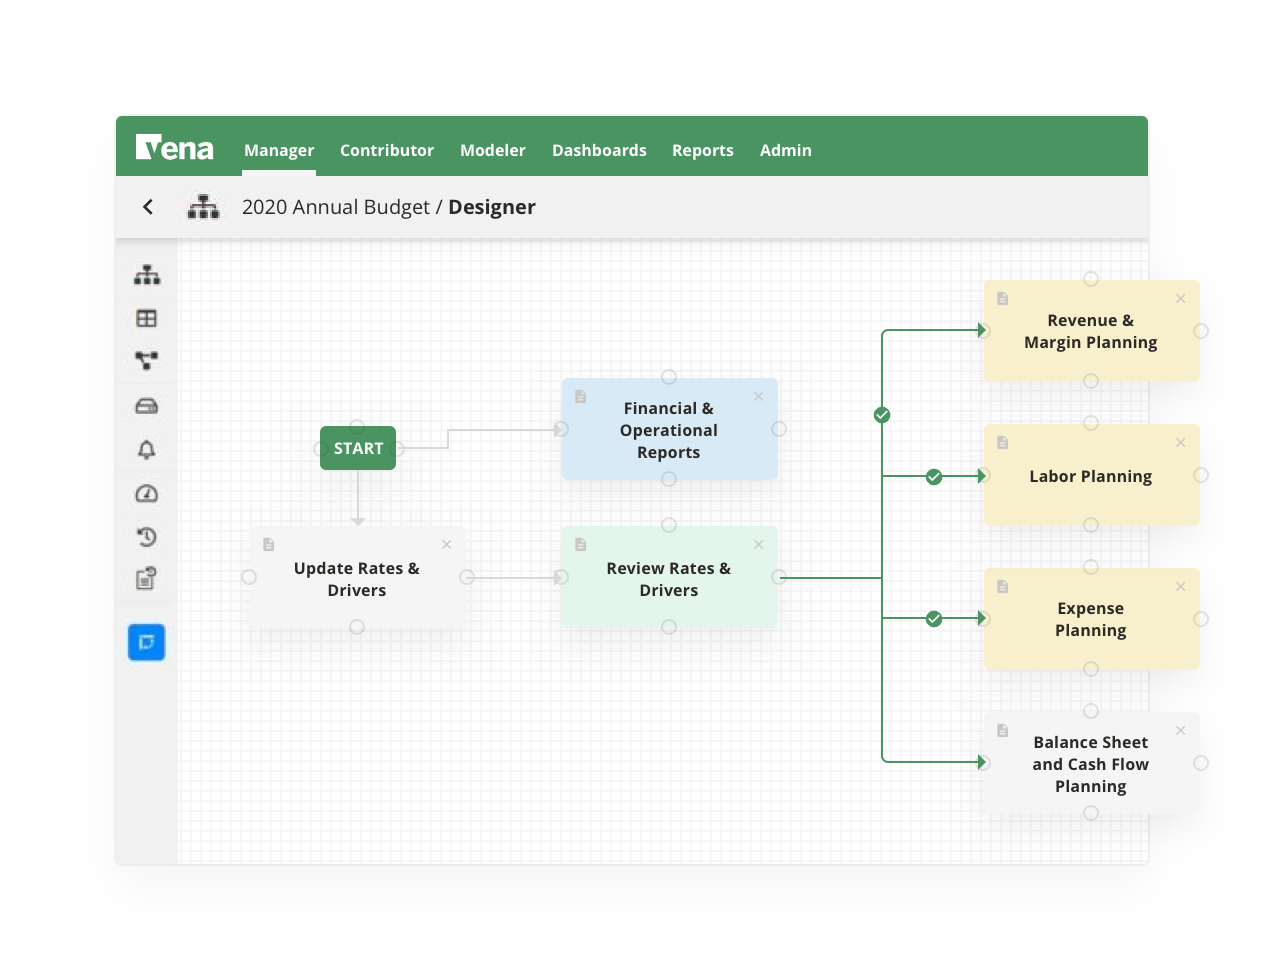 Vena
Manager Contributor Modeler Dashboards Reports Admin
2020 Annual Budget / Designer
START
Financial &
Operational
Reports
Update Rates &
Drivers
Review Rates &
Drivers
Revenue &
Margin Planning
Labor Planning
Expense
Planning
Balance Sheet
and Cash Flow
Planning